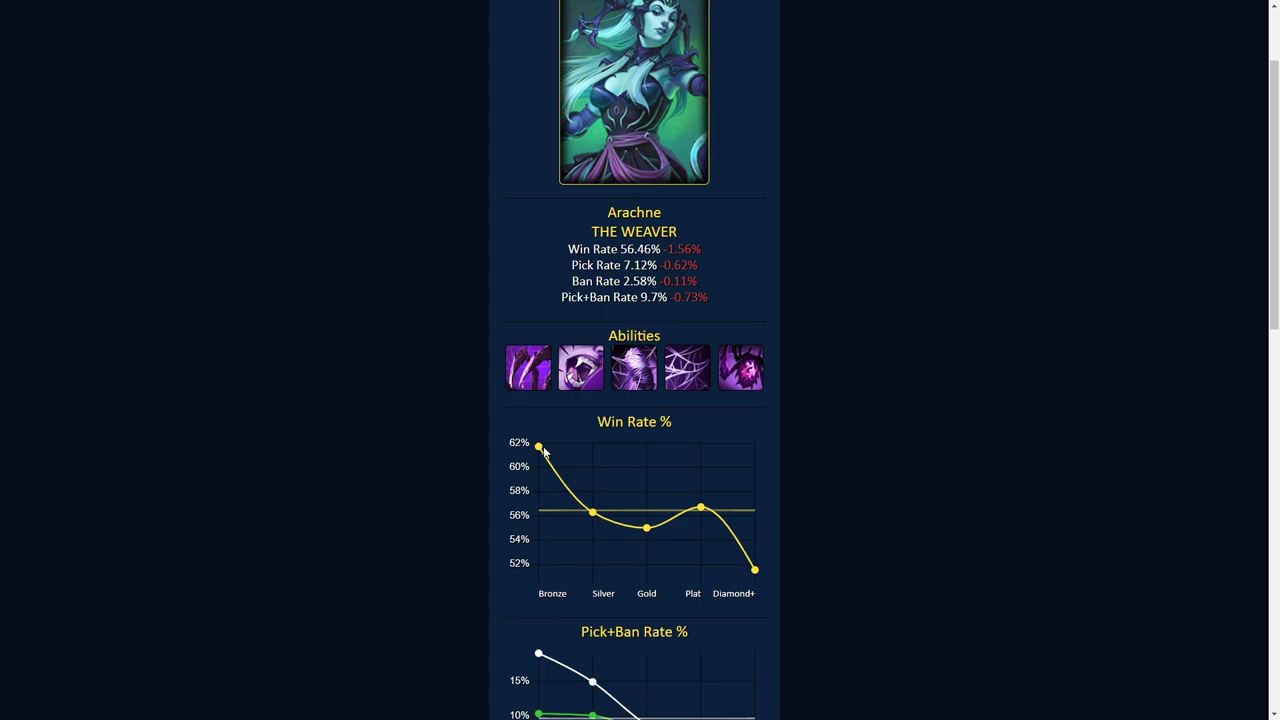 Arachne
THE WEAVER
Win Rate 56.46% -1.56%
Pick Rate 7.12% -0.62%
Ban Rate 2.58% -0.11%
Pick+Ban Rate 9.7% -0.73%
Abilities
Win Rate %
62%
60%
58%
56%
54%
52%
Bronze Silver Gold Plat Diamond+
Pick+Ban Rate %
15%
10%